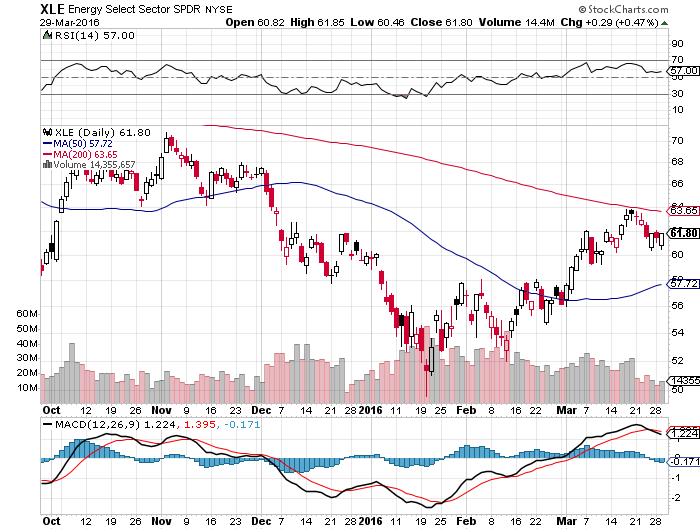 XLE Energy Select Sector SPDR NYSE © StockCharts.com
29-Mar-2016 Open 60.82 High 61.85 Low 60.46 Close 61.80 Volume 14.4M Chg +0.29 (+0.47%)
RSI(14) 57.00
90
70
57.00
50
30
10
XLE (Daily) 61.80
MA(50) 57.72
MA(200) 63.65
Volume 14,355,657
70
68
66
64
63.65
61.80
60
57.72
56
54
52
50
60M
50M
40M
30M
20M
10M
14355
Oct 12 19 26 Nov 9 16 23 Dec 7 14 21 28 2016 11 19 25 Feb 8 16 22 Mar 7 14 21 28
MACD(12,26,9) 1.224, 1.395, -0.171
1.224
1
-0.171
-1
-2
Oct 12 19 26 Nov 9 16 23 Dec 7 14 21 28 2016 11 19 25 Feb 8 16 22 Mar 7 14 21 28